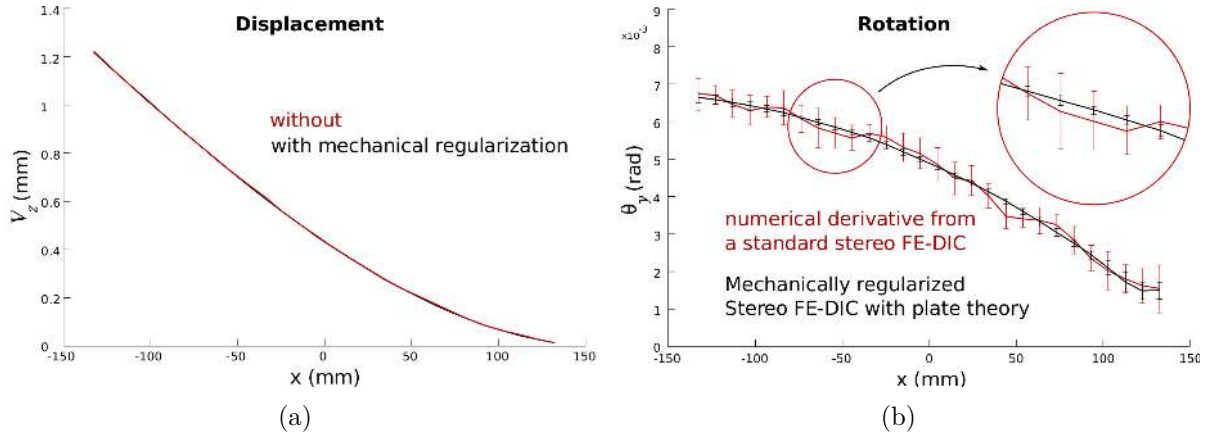 Displacement
1.4
1.2
1
0.8
0.6
0.4
0.2
0
V_z (mm)
without
with mechanical regularization
-150
-100
-50
0
50
100
150
x (mm)
(a)
Rotation
×10⁻³
9
8
7
6
5
4
3
2
1
0
θ_y (rad)
numerical derivative from
a standard stereo FE-DIC
Mechanically regularized
Stereo FE-DIC with plate theory
-150
-100
-50
0
50
100
150
x (mm)
(b)